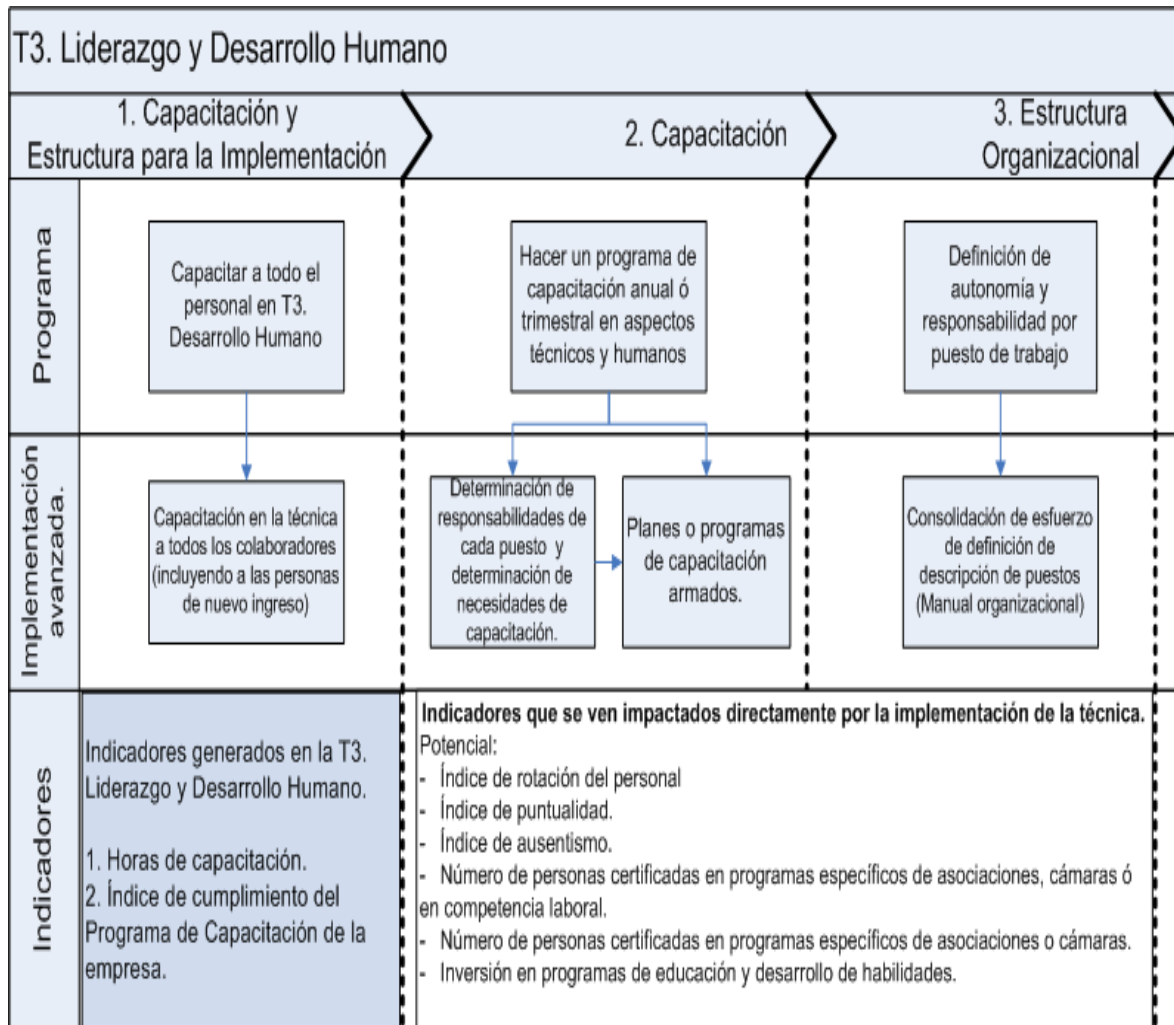 T3. Liderazgo y Desarrollo Humano
1. Capacitación y
Estructura para la Implementación
2. Capacitación
3. Estructura
Organizacional
Programa
Capacitar a todo el
personal en T3.
Desarrollo Humano
Hacer un programa de
capacitación anual ó
trimestral en aspectos
técnicos y humanos
Definición de
autonomía y
responsabilidad por
puesto de trabajo
Implementación
avanzada.
Capacitación en la técnica
a todos los colaboradores
(incluyendo a las personas
de nuevo ingreso)
Determinación de
responsabilidades de
cada puesto y
determinación de
necesidades de
capacitación.
Planes o programas
de capacitación
armados.
Consolidación de esfuerzo
de definición de
descripción de puestos
(Manual organizacional)
Indicadores
Indicadores generados en la T3.
Liderazgo y Desarrollo Humano.
1. Horas de capacitación.
2. Índice de cumplimiento del
Programa de Capacitación de la
empresa.
Indicadores que se ven impactados directamente por la implementación de la técnica.
Potencial:
- Índice de rotación del personal
- Índice de puntualidad.
- Índice de ausentismo.
- Número de personas certificadas en programas específicos de asociaciones, cámaras ó
en competencia laboral.
- Número de personas certificadas en programas específicos de asociaciones o cámaras.
- Inversión en programas de educación y desarrollo de habilidades.